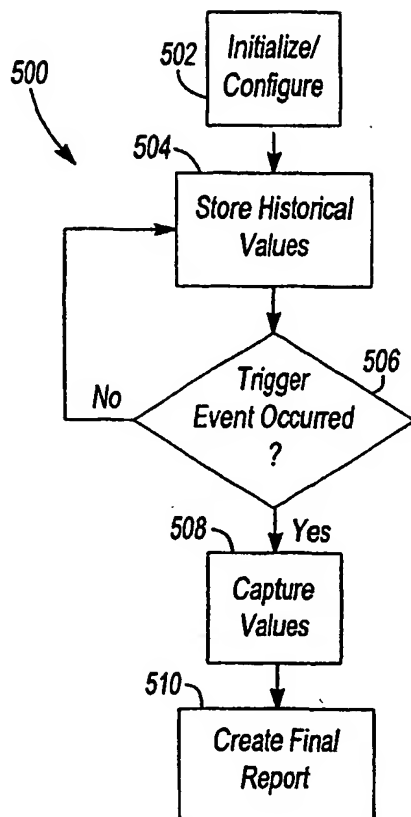 502
Initialize/
Configure
500
504
Store Historical
Values
506
Trigger
Event Occurred
?
No
Yes
508
Capture
Values
510
Create Final
Report